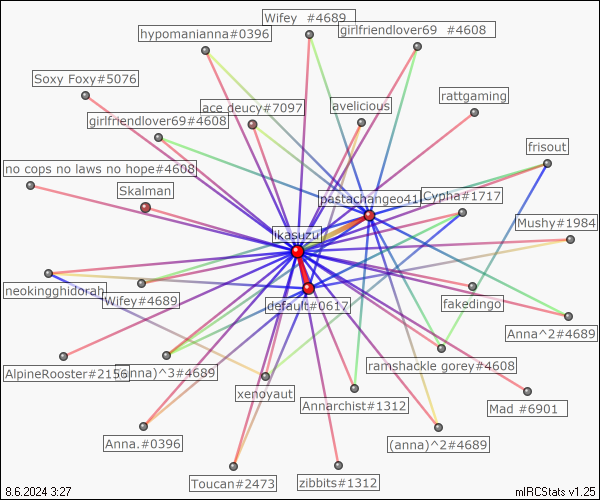 Wifey #4689
hypomanianna#0396
girlfriendlover69 #4608
Soxy Foxy#5076
ace deucy#7097
avelicious
rattgaming
girlfriendlover69#4608
frisout
no cops no laws no hope#4608
Skalman
pastachangeo41
Cypha#1717
Mushy#1984
ikasuzu
neokingghidorah
Wifey#4689
default#0617
fakedingo
Anna^2#4689
AlpineRooster#2156
nna)^3#4689
ramshackle gorey#4608
xenoyaut
Annarchist#1312
Mad #6901
Anna.#0396
(anna)^2#4689
Toucan#2473
zibbits#1312
8.6.2024 3:27
mIRCStats v1.25